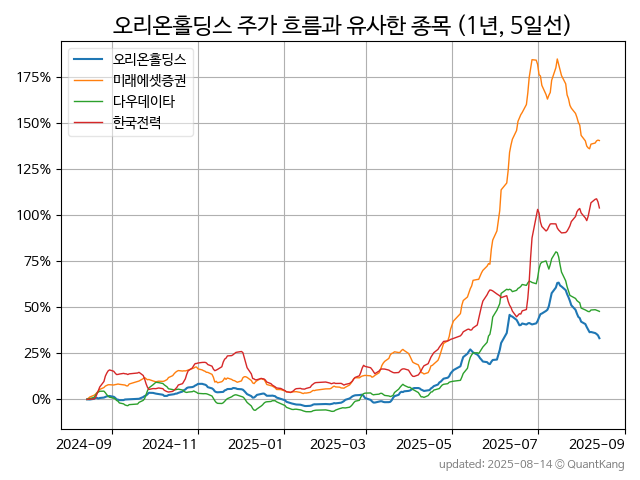 오리온홀딩스 주가 흐름과 유사한 종목 (1년, 5일선)
오리온홀딩스
미래에셋증권
다우데이타
한국전력
175%
150%
125%
100%
75%
50%
25%
0%
2024-09 2024-11 2025-01 2025-03 2025-05 2025-07 2025-09
updated: 2025-08-14 © QuantKang